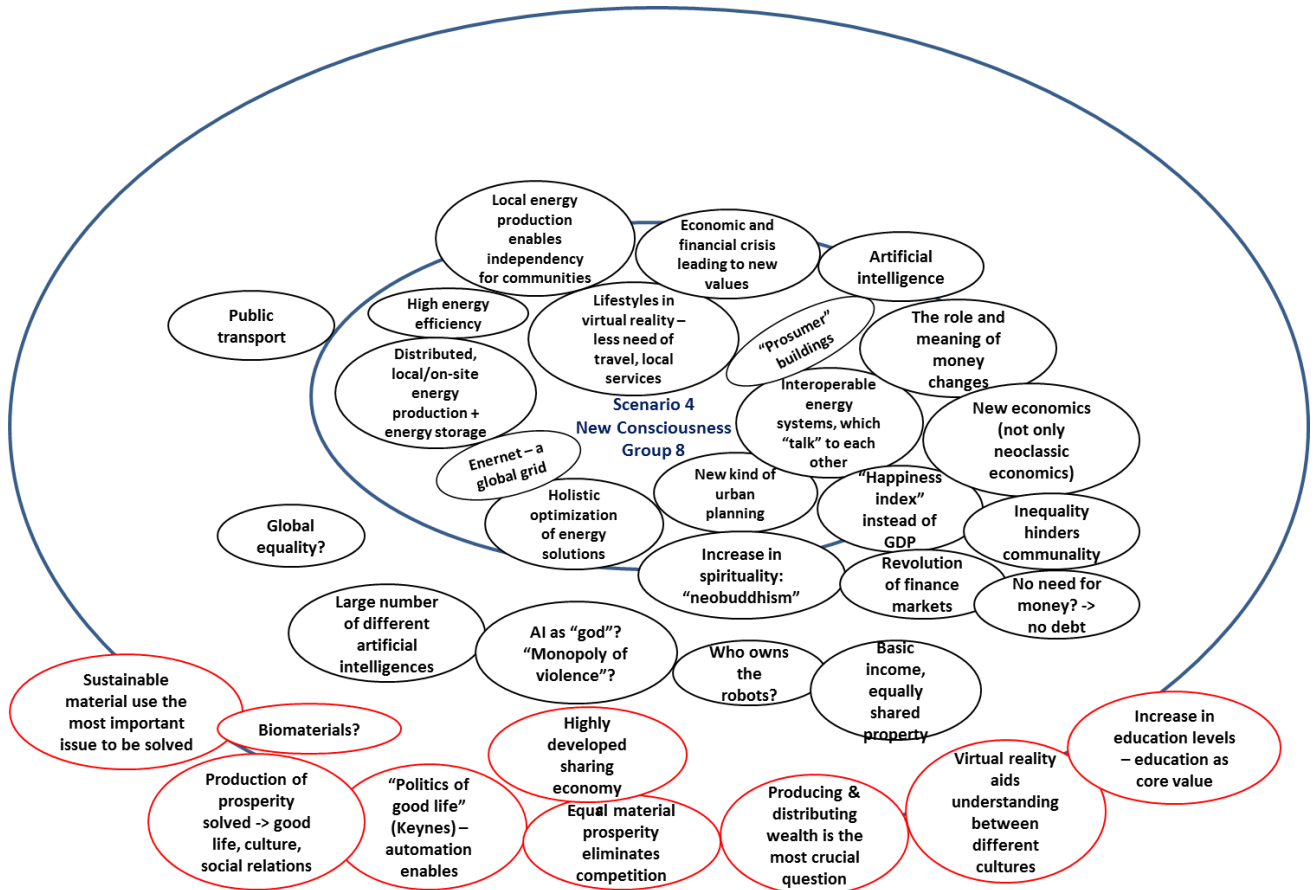 Local energy
production
enables
independency
for communities
Economic and
financial crisis
leading to new
values
Artificial
intelligence
Public
transport
High energy
efficiency
Lifestyles in
virtual reality –
less need of
travel, local
services
“Prosumer”
buildings
The role and
meaning of
money
changes
Distributed,
local/on-site
energy
production +
energy storage
Scenario 4
New Consciousness
Group 8
Interoperable
energy
systems, which
“talk” to each
other
New economics
(not only
neoclassic
economics)
Enernet – a
global grid
Holistic
optimization
of energy
solutions
New kind of
urban
planning
“Happiness
index”
instead of
GDP
Inequality
hinders
communality
Global
equality?
Increase in
spirituality:
“neobuddhism”
Revolution
of finance
markets
No need for
money? ->
no debt
Large number
of different
artificial
intelligences
AI as “god”?
“Monopoly of
violence”?
Who owns
the
robots?
Basic
income,
equally
shared
property
Sustainable
material use the
most important
issue to be solved
Biomaterials?
Highly
developed
sharing
economy
Increase in
education levels
– education as
core value
Production of
prosperity
solved -> good
life, culture,
social relations
“Politics of
good life”
(Keynes) –
automation
enables
Equal material
prosperity
eliminates
competition
Producing &
distributing
wealth is the
most crucial
question
Virtual reality
aids
understanding
between
different
cultures